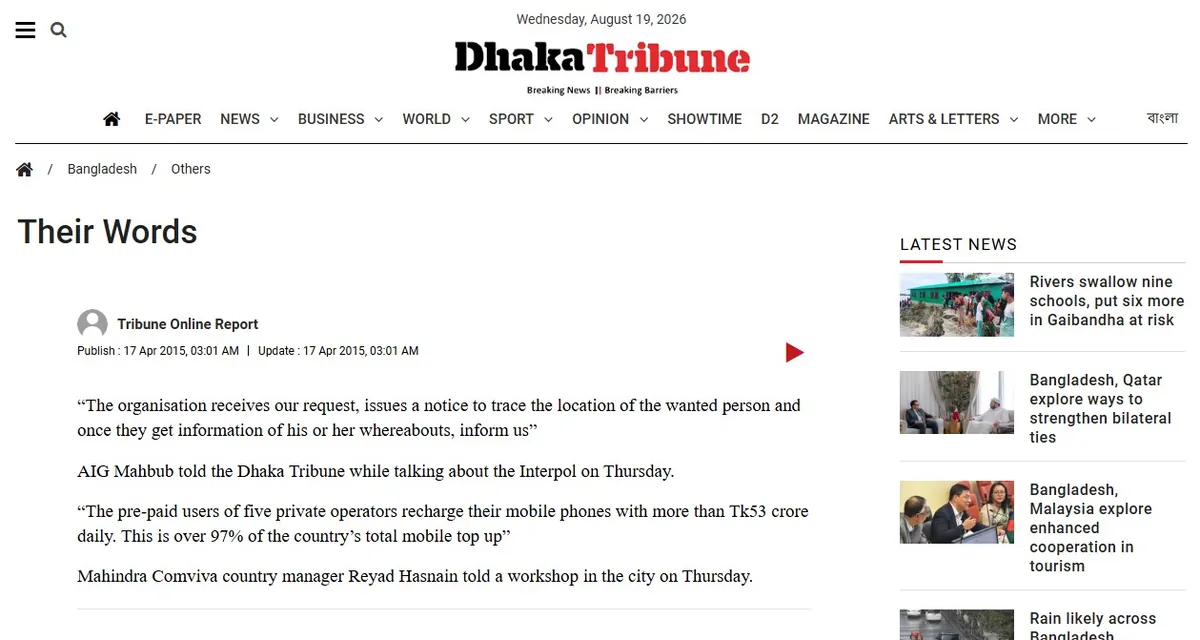 Wednesday, August 19, 2026
DhakaTribune
Breaking News || Breaking Barriers
E-PAPER NEWS BUSINESS WORLD SPORT OPINION SHOWTIME D2 MAGAZINE ARTS & LETTERS MORE বাংলা
/ Bangladesh / Others
Their Words
Tribune Online Report
Publish : 17 Apr 2015, 03:01 AM | Update : 17 Apr 2015, 03:01 AM
“The organisation receives our request, issues a notice to trace the location of the wanted person and
once they get information of his or her whereabouts, inform us”
AIG Mahbub told the Dhaka Tribune while talking about the Interpol on Thursday.
“The pre-paid users of five private operators recharge their mobile phones with more than Tk53 crore
daily. This is over 97% of the country’s total mobile top up”
Mahindra Comviva country manager Reyad Hasnain told a workshop in the city on Thursday.
LATEST NEWS
Rivers swallow nine
schools, put six more
in Gaibandha at risk
Bangladesh, Qatar
explore ways to
strengthen bilateral
ties
Bangladesh,
Malaysia explore
enhanced
cooperation in
tourism
Rain likely across
Bangladesh